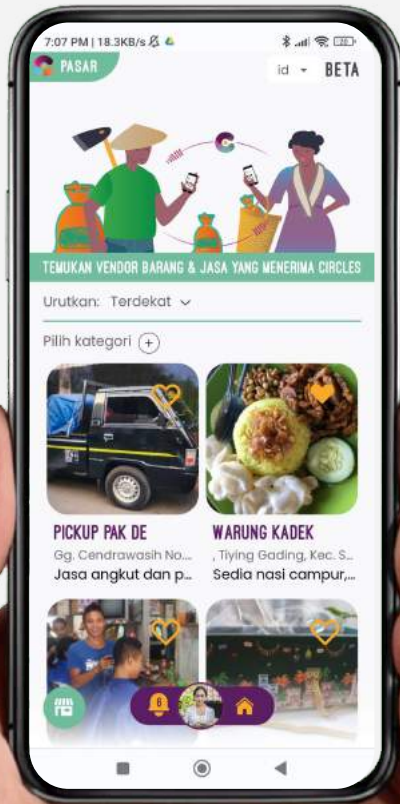 7:07 PM | 18.3KB/s
20
PASAR
id
BETA
TEMUKAN VENDOR BARANG & JASA YANG MENERIMA CIRCLES
Urutkan: Terdekat
Pilih kategori +
PICKUP PAK DE
Gg. Cendrawasih No,...
Jasa angkut dan p...
WARUNG KADEK
, Tiying Gading, Kec. S...
Sedia nasi campur,...
6